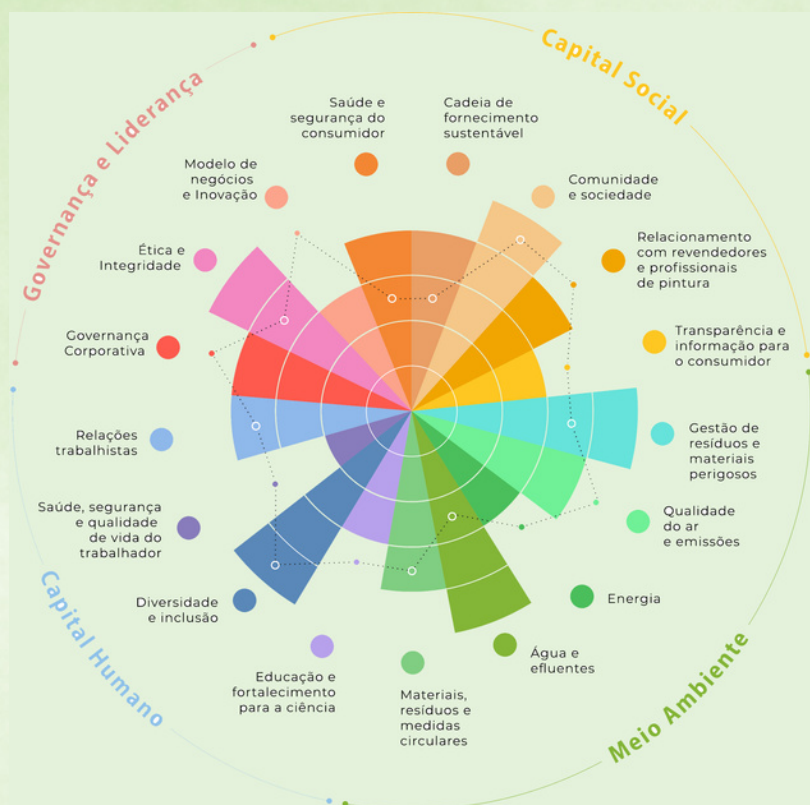 Governança e Liderança
Capital Social
Saúde e
segurança do
consumidor
Cadeia de
fornecimento
sustentável
Modelo de
negócios
e Inovação
Comunidade
e sociedade
Ética e
Integridade
Relacionamento
com revendedores
e profissionais
de pintura
Governança
Corporativa
Transparência e
informação para
o consumidor
Relações
trabalhistas
Gestão de
resíduos e
materiais
perigosos
Saúde, segurança
e qualidade
de vida do
trabalhador
Qualidade
do ar
e emissões
Diversidade
e inclusão
Energia
Educação e
fortalecimento
para a ciência
Água e
efluentes
Materiais,
resíduos e
medidas
circulares
Capital Humano
Meio Ambiente